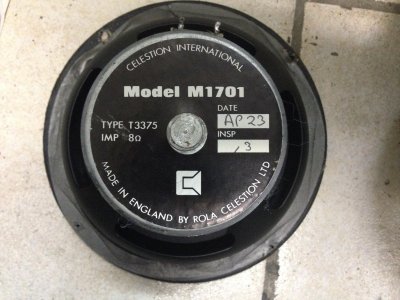 CELESTION INTERNATIONAL
Model M1701
TYPE T3375
IMP 8Ω
DATE
AP 23
INSP
,3
MADE IN ENGLAND BY ROLA CELESTION LTD